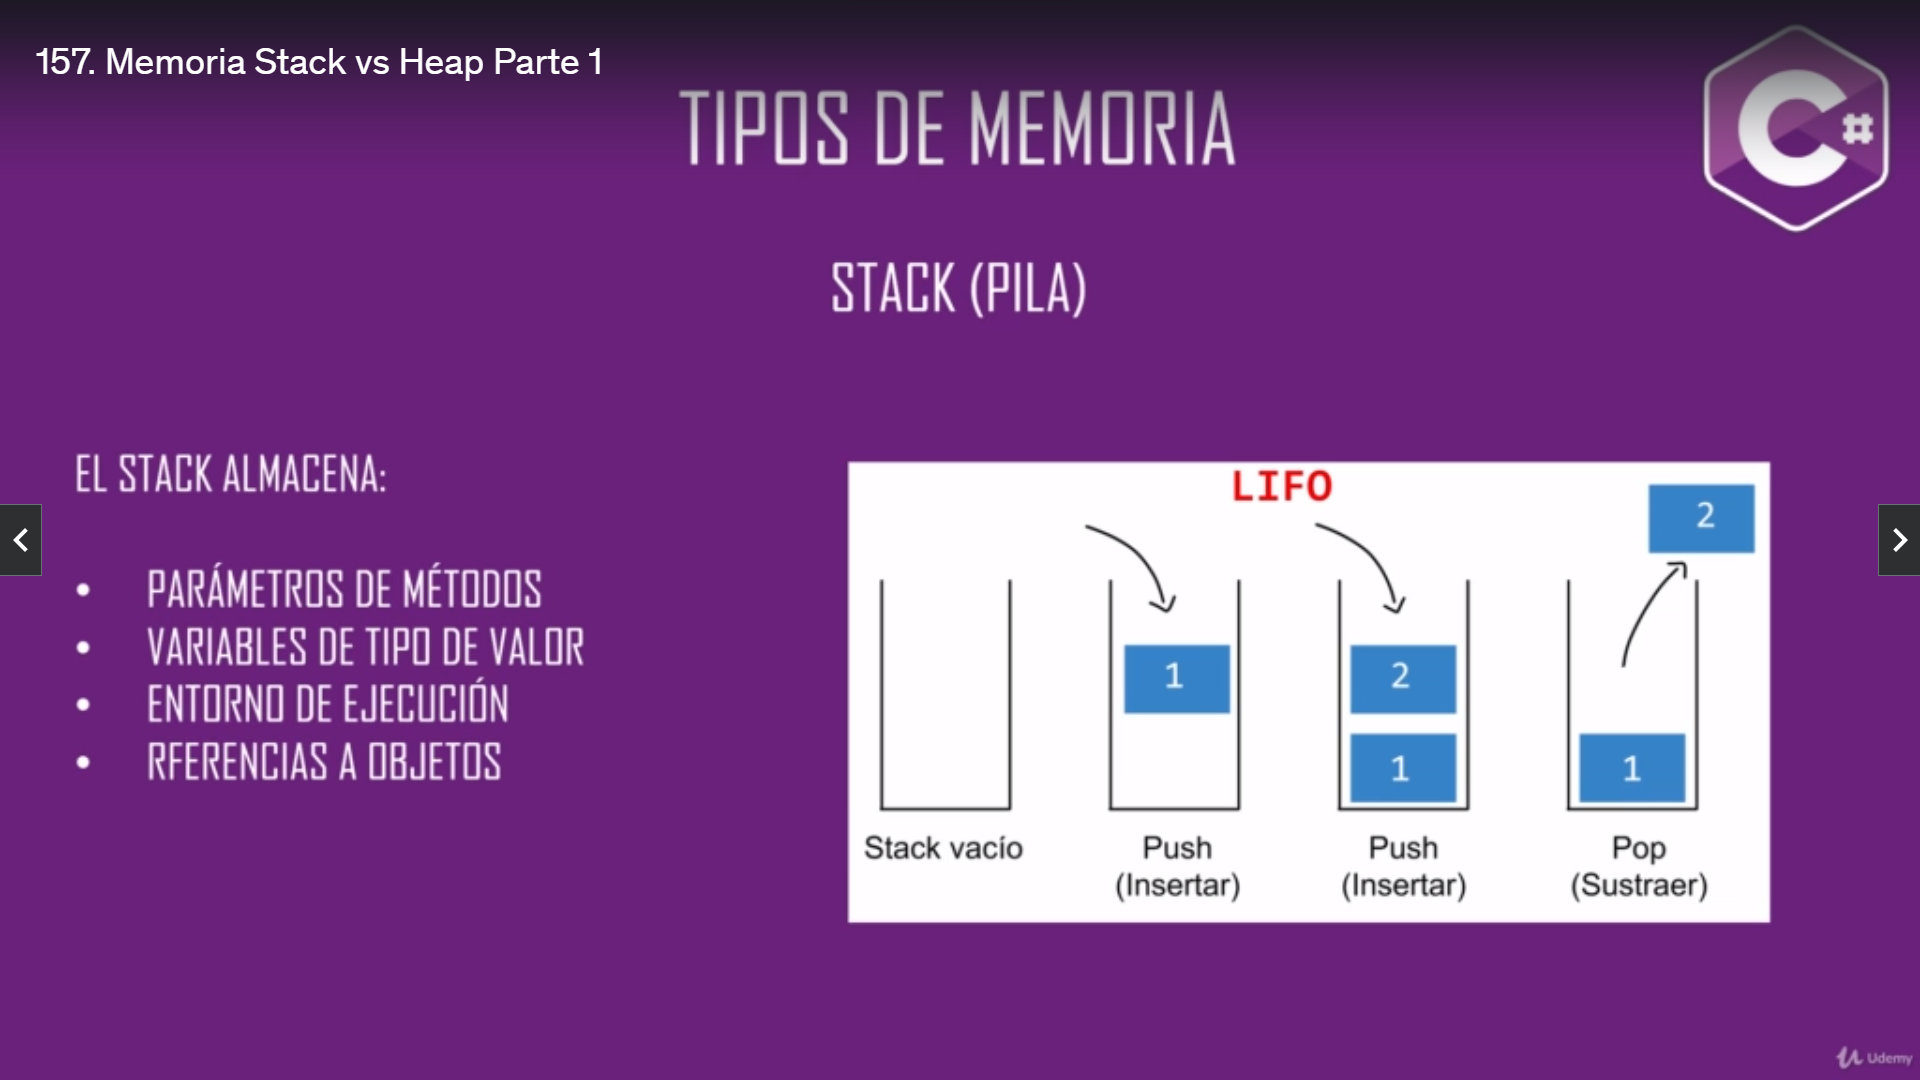 157. Memoria Stack vs Heap Parte 1
TIPOS DE MEMORIA
C#
STACK (PILA)
EL STACK ALMACENA:
• PARÁMETROS DE MÉTODOS
• VARIABLES DE TIPO DE VALOR
• ENTORNO DE EJECUCIÓN
• RFERENCIAS A OBJETOS
LIFO
2
1
2
1
1
Stack vacío
Push
(Insertar)
Push
(Insertar)
Pop
(Sustraer)
Udemy